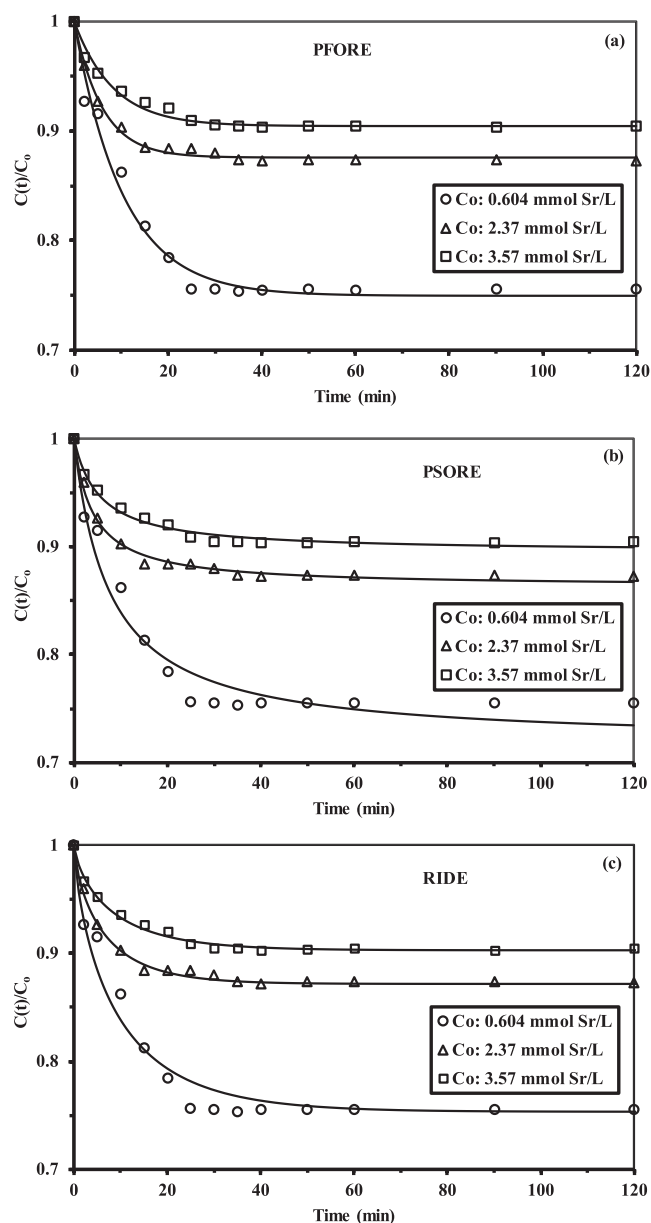 (a)
PFORE
1
0.9
0.8
0.7
C(t)/Cₒ
Co: 0.604 mmol Sr/L
Co: 2.37 mmol Sr/L
Co: 3.57 mmol Sr/L
0 20 40 60 80 100 120
Time (min)
(b)
PSORE
1
0.9
0.8
0.7
C(t)/Cₒ
Co: 0.604 mmol Sr/L
Co: 2.37 mmol Sr/L
Co: 3.57 mmol Sr/L
0 20 40 60 80 100 120
Time (min)
(c)
RIDE
1
0.9
0.8
0.7
C(t)/Cₒ
Co: 0.604 mmol Sr/L
Co: 2.37 mmol Sr/L
Co: 3.57 mmol Sr/L
0 20 40 60 80 100 120
Time (min)